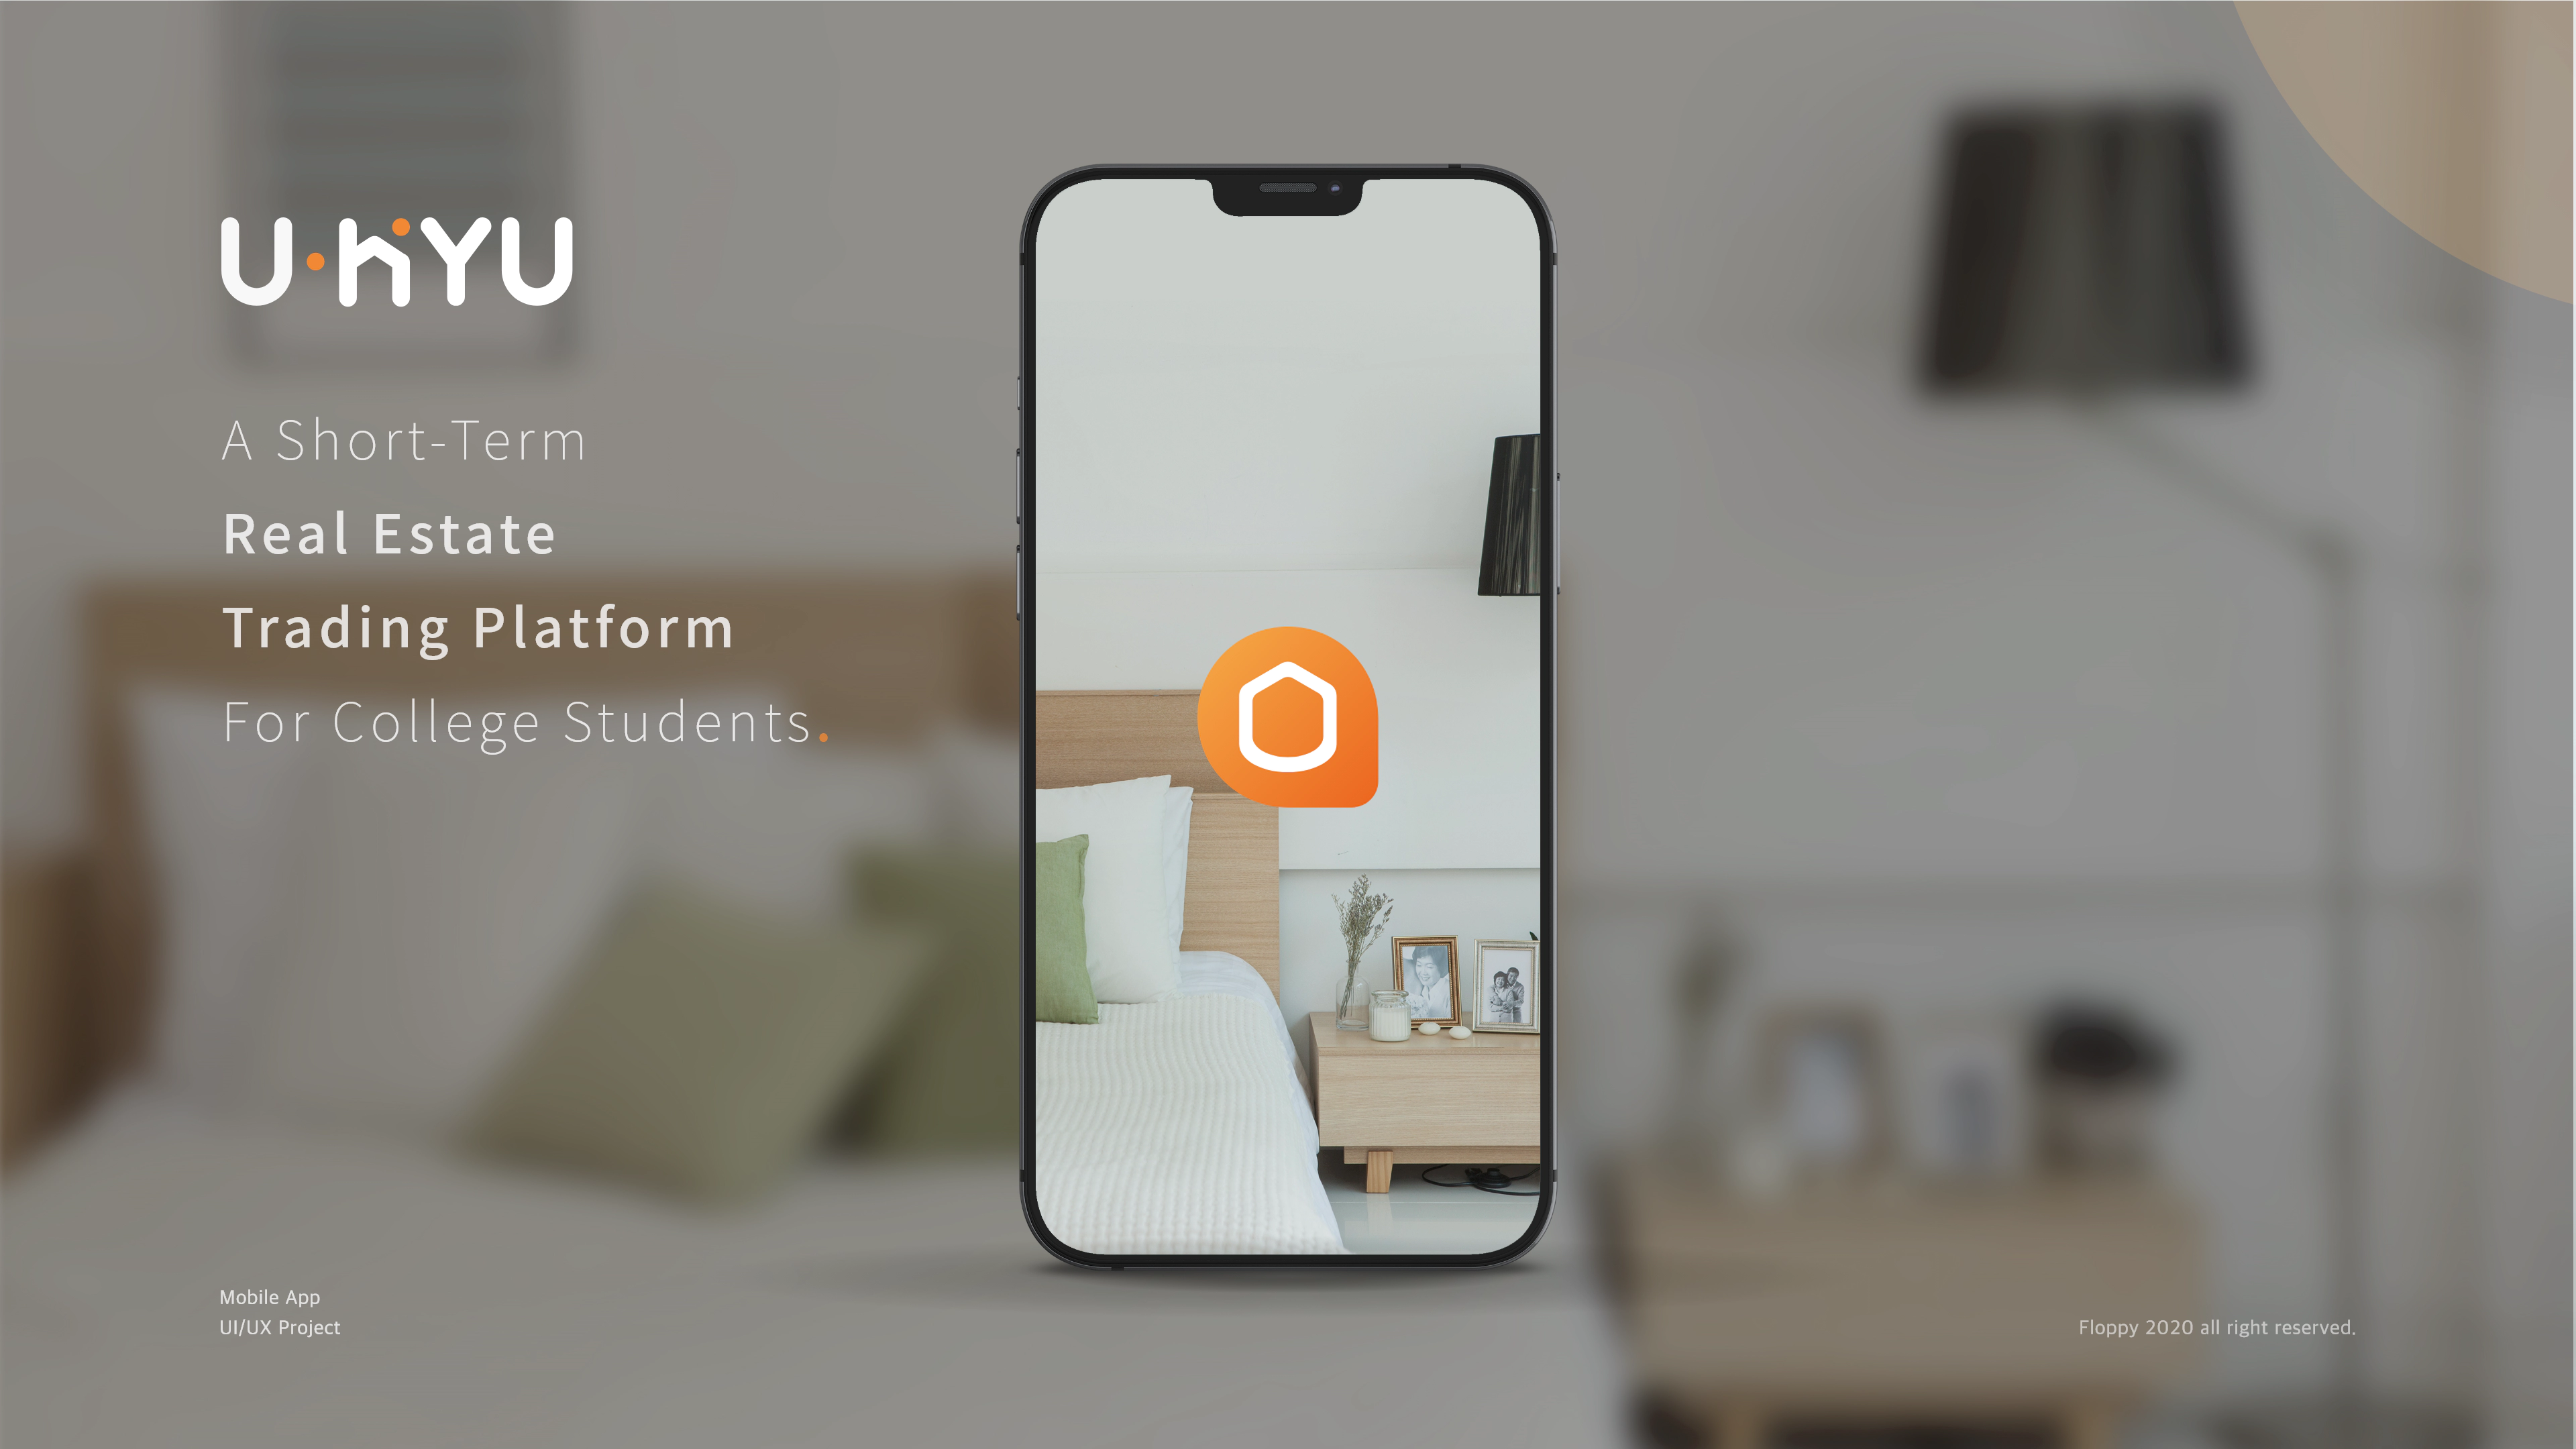 U·hYU
A Short-Term
Real Estate
Trading Platform
For College Students.
Mobile App
UI/UX Project
Floppy 2020 all right reserved.